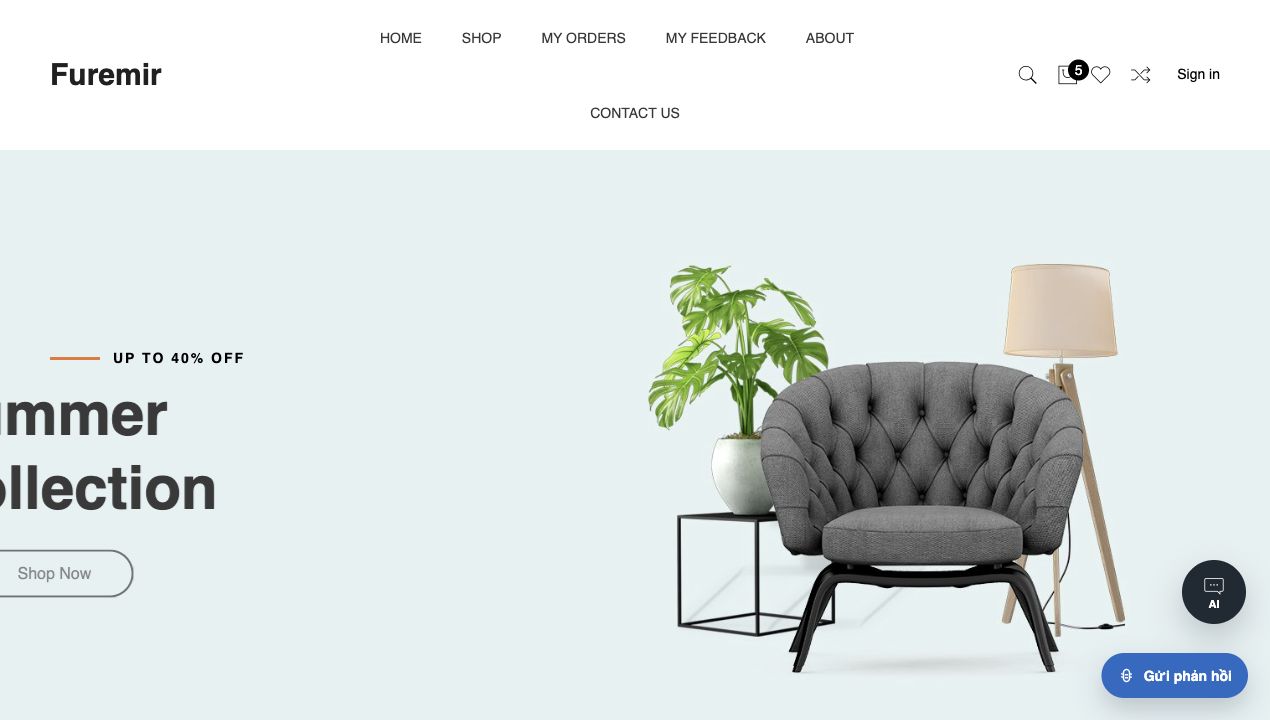 HOME SHOP MY ORDERS MY FEEDBACK ABOUT
Furemir
5
Sign in
CONTACT US
UP TO 40% OFF
ummer
ollection
Shop Now
AI
Gửi phản hồi